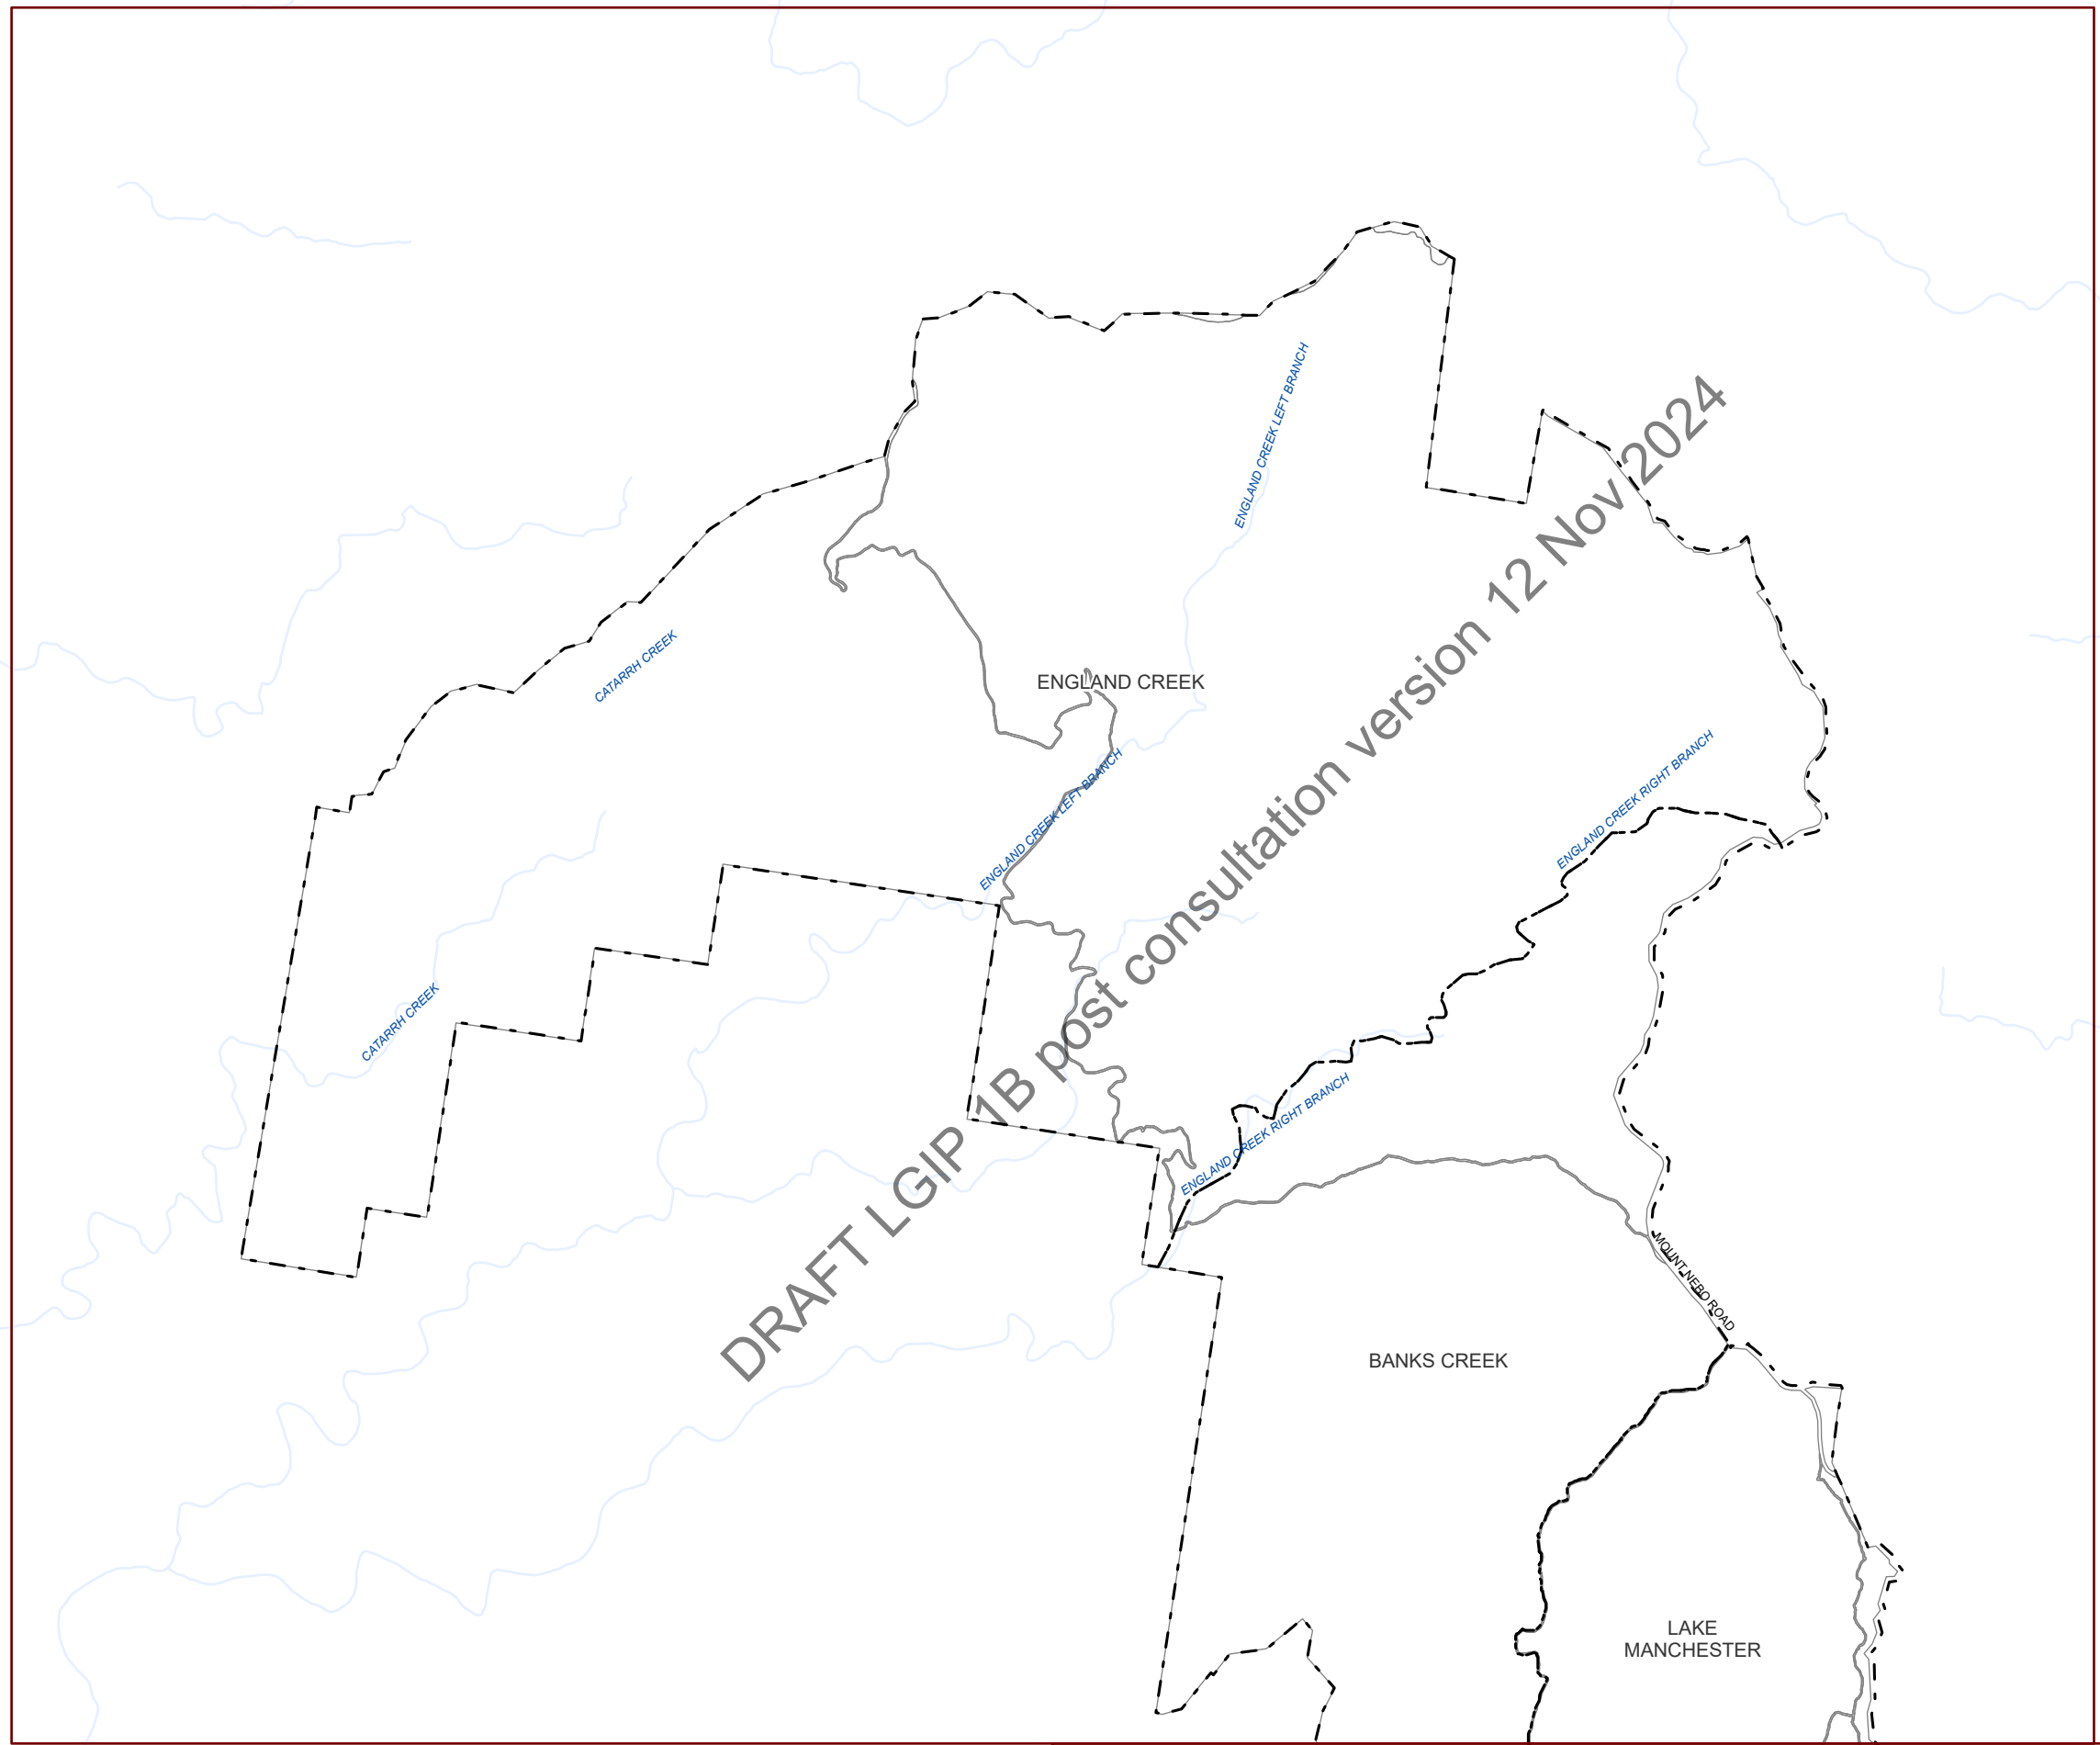 ENGLAND CREEK LEFT BRANCH
CATARRH CREEK
ENGLAND CREEK
ENGLAND CREEK LEFT BRANCH
ENGLAND CREEK RIGHT BRANCH
CATARRH CREEK
ENGLAND CREEK RIGHT BRANCH
DRAFT LGIP 1B post consultation version 12 Nov 2024
MOUNT NEBO ROAD
BANKS CREEK
LAKE
MANCHESTER